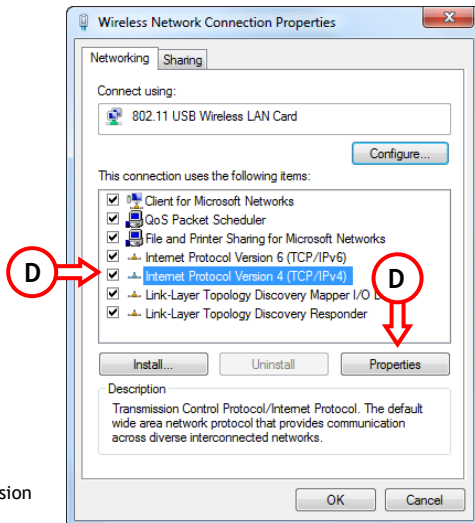 Wireless Network Connection Properties
Networking Sharing
Connect using:
802.11 USB Wireless LAN Card
Configure...
This connection uses the following items:
Client for Microsoft Networks
QoS Packet Scheduler
File and Printer Sharing for Microsoft Networks
Internet Protocol Version 6 (TCP/IPv6)
D Internet Protocol Version 4 (TCP/IPv4) D
Link-Layer Topology Discovery Mapper I/O
Link-Layer Topology Discovery Responder
Install... Uninstall Properties
Description
Transmission Control Protocol/Internet Protocol. The default
wide area network protocol that provides communication
across diverse interconnected networks.
OK Cancel